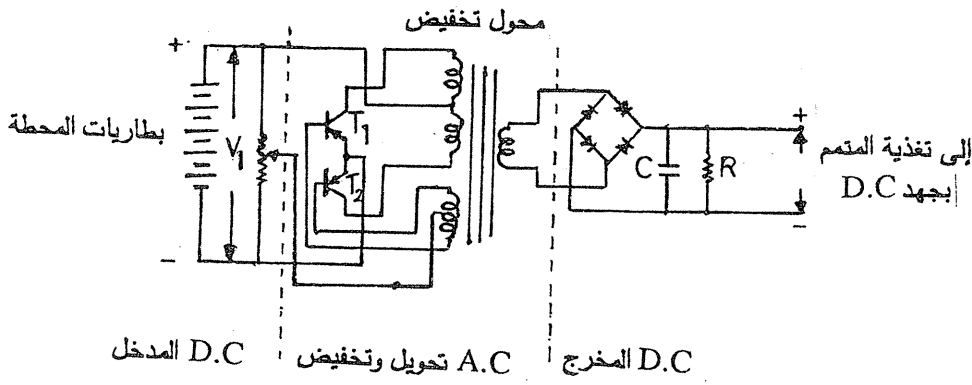 محول تخفيض
+
بطاريات المحطة
V1
T1
T2
C
R
+
إلى تغذية المتمم
بجهد D.C
−
−
D.C المدخل
A.C تحويل وتخفيض
D.C المخرج